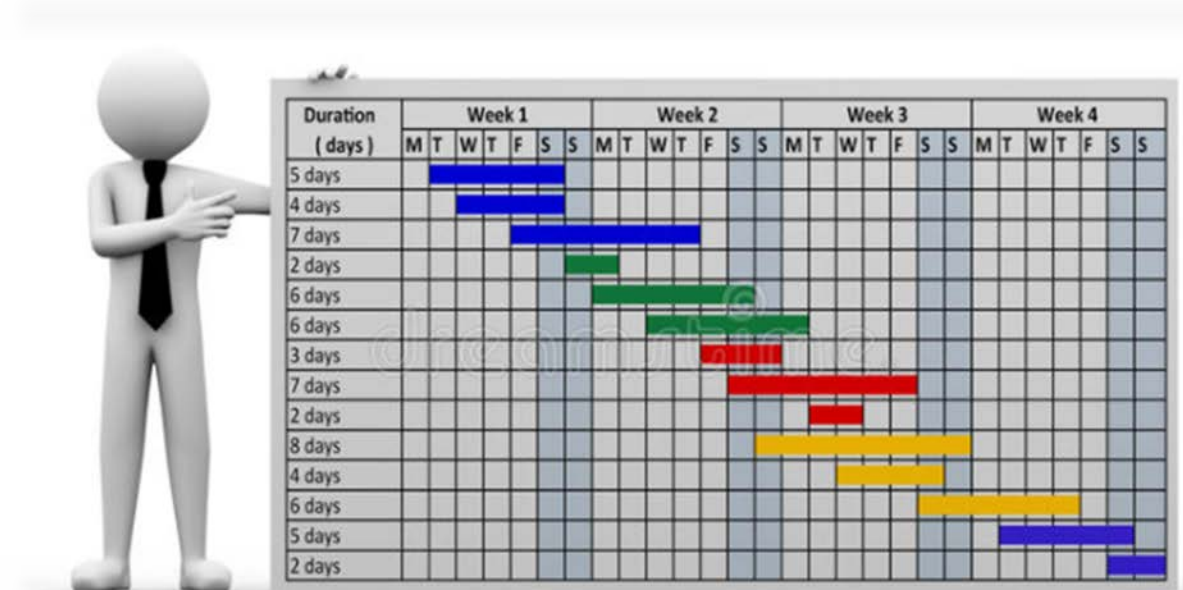 Duration Week 1 Week 2 Week 3 Week 4
( days ) M T W T F S S M T W T F S S M T W T F S S M T W T F S S
5 days
4 days
7 days
2 days
6 days
6 days
dreamstime
3 days
7 days
2 days
8 days
4 days
6 days
5 days
2 days